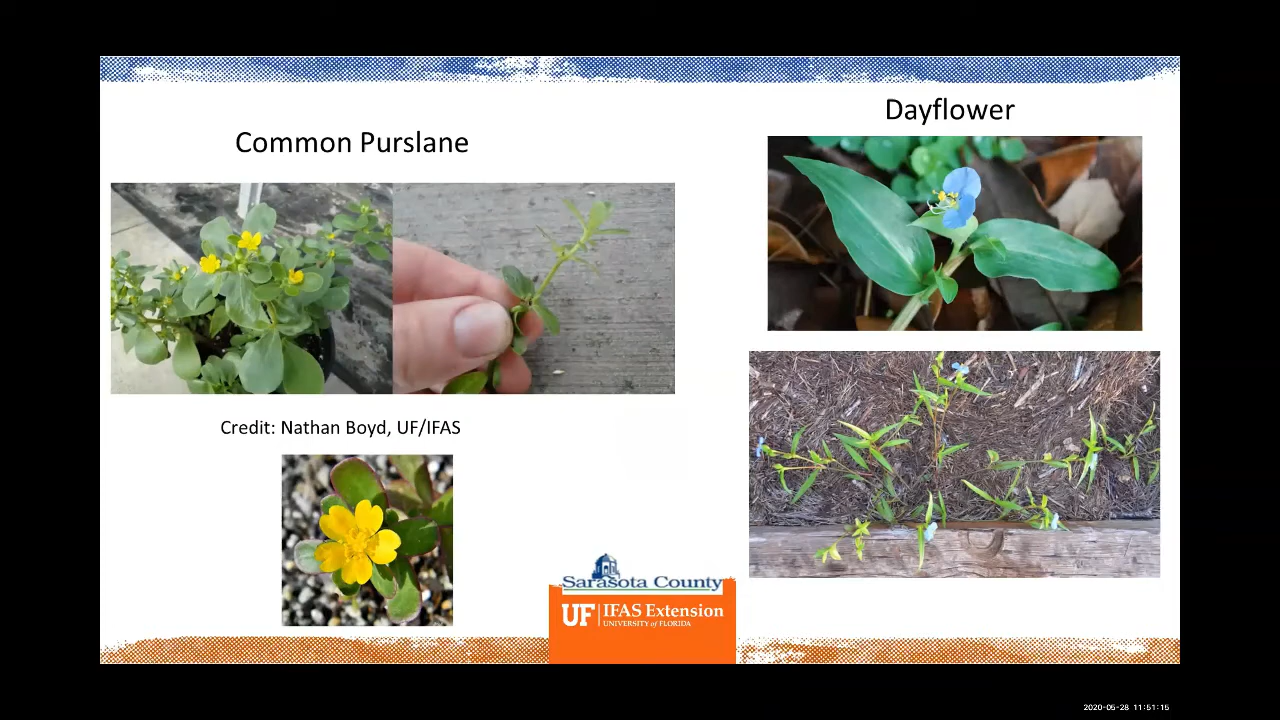 Common Purslane
Dayflower
Credit: Nathan Boyd, UF/IFAS
Sarasota County
UF IFAS Extension
UNIVERSITY of FLORIDA
2020-05-28 11:51:15